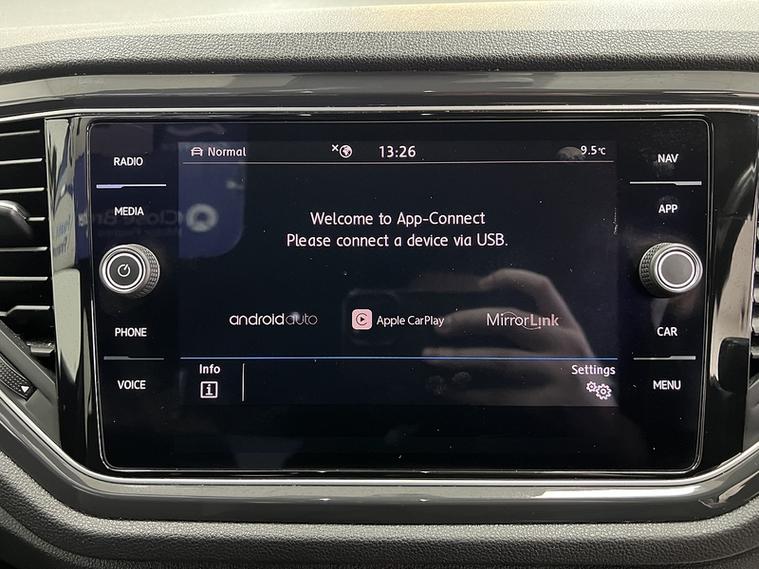 RADIO
MEDIA
PHONE
VOICE
Normal
13:26
9.5°C
Welcome to App-Connect
Please connect a device via USB.
androidauto
Apple CarPlay
MirrorLink
Info
i
Settings
NAV
APP
CAR
MENU